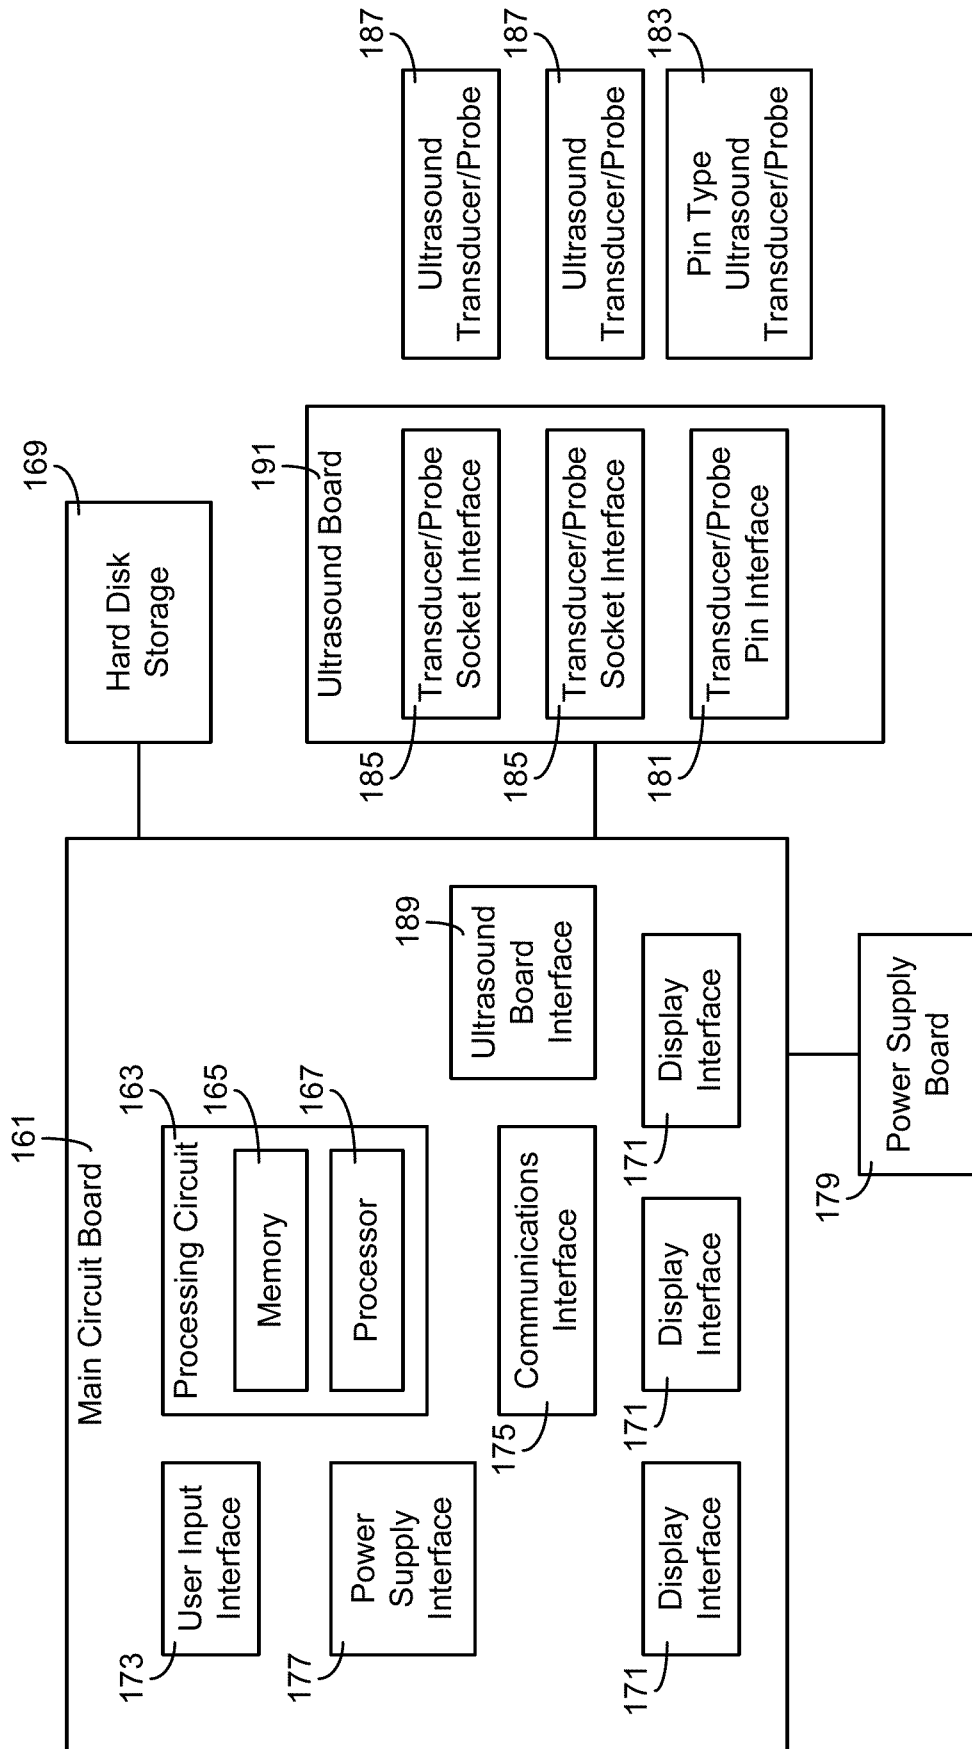 161
Main Circuit Board
173
User Input
Interface
163
Processing Circuit
165
Memory
167
Processor
177
Power
Supply
Interface
175
Communications
Interface
189
Ultrasound
Board
Interface
171
Display
Interface
171
Display
Interface
171
Display
Interface
179
Power Supply
Board
169
Hard Disk
Storage
191
Ultrasound Board
185
Transducer/Probe
Socket Interface
185
Transducer/Probe
Socket Interface
181
Transducer/Probe
Pin Interface
187
Ultrasound
Transducer/Probe
187
Ultrasound
Transducer/Probe
183
Pin Type
Ultrasound
Transducer/Probe